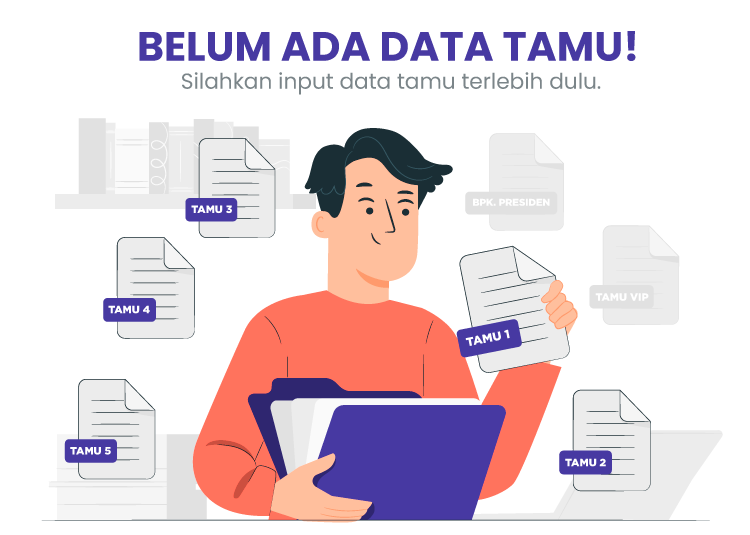 BELUM ADA DATA TAMU!
Silahkan input data tamu terlebih dulu.
TAMU 3
BPK. PRESIDEN
TAMU 4
TAMU VIP
TAMU 1
TAMU 5
TAMU 2